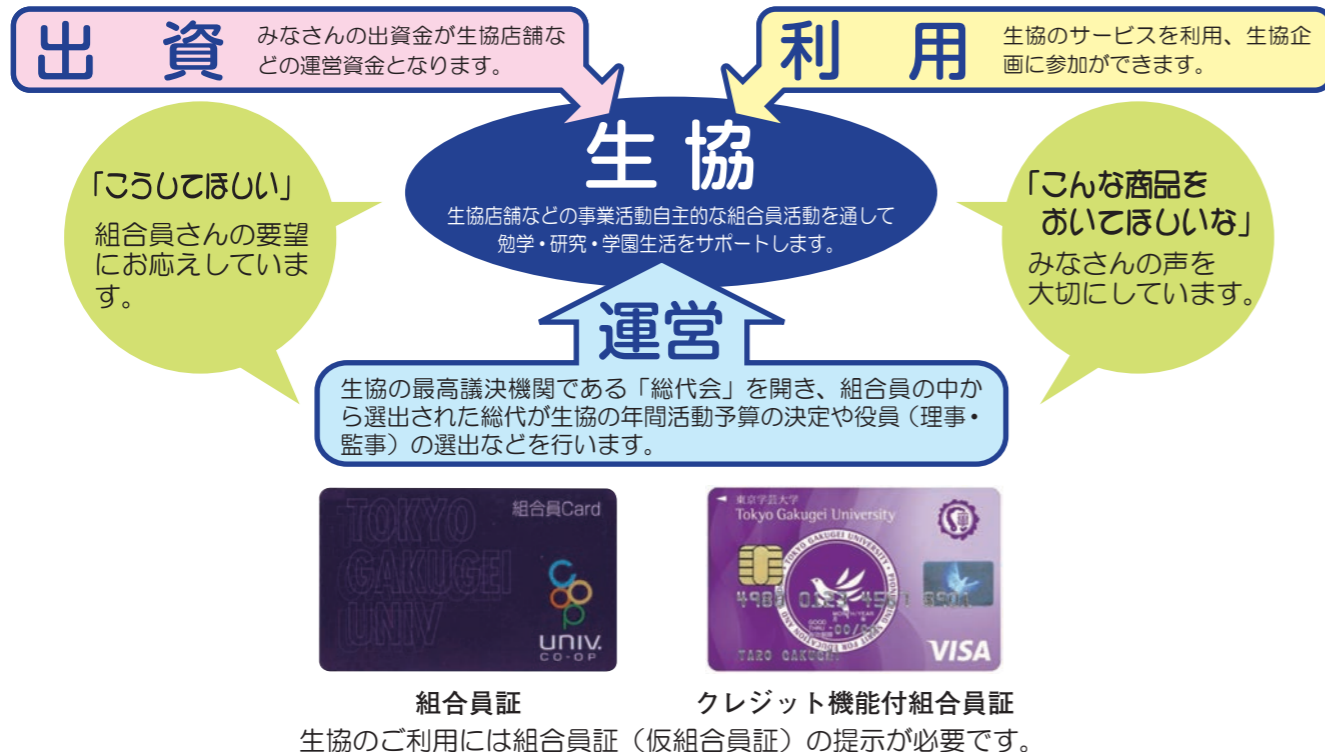 出 資
みなさんの出資金が生協店舗な
どの運営資金となります。
利 用
生協のサービスを利用、生協企
画に参加ができます。
生 協
生協店舗などの事業活動自主的な組合員活動を通して
勉学・研究・学園生活をサポートします。
「こうしてほしい」
組合員さんの要望
にお応えしていま
す。
「こんな商品を
おいてほしいな」
みなさんの声を
大切にしています。
運営
生協の最高議決機関である「総代会」を開き、組合員の中か
ら選出された総代が生協の年間活動予算の決定や役員（理事・
監事）の選出などを行います。
TOKYO
GAKUGEI
UNIV
組合員Card
coop
UNIV.
CO-OP
東京学芸大学
Tokyo Gakugei University
TOKYO GAKUGEI UNIVERSITY
VISA
組合員証
クレジット機能付組合員証
生協のご利用には組合員証（仮組合員証）の提示が必要です。